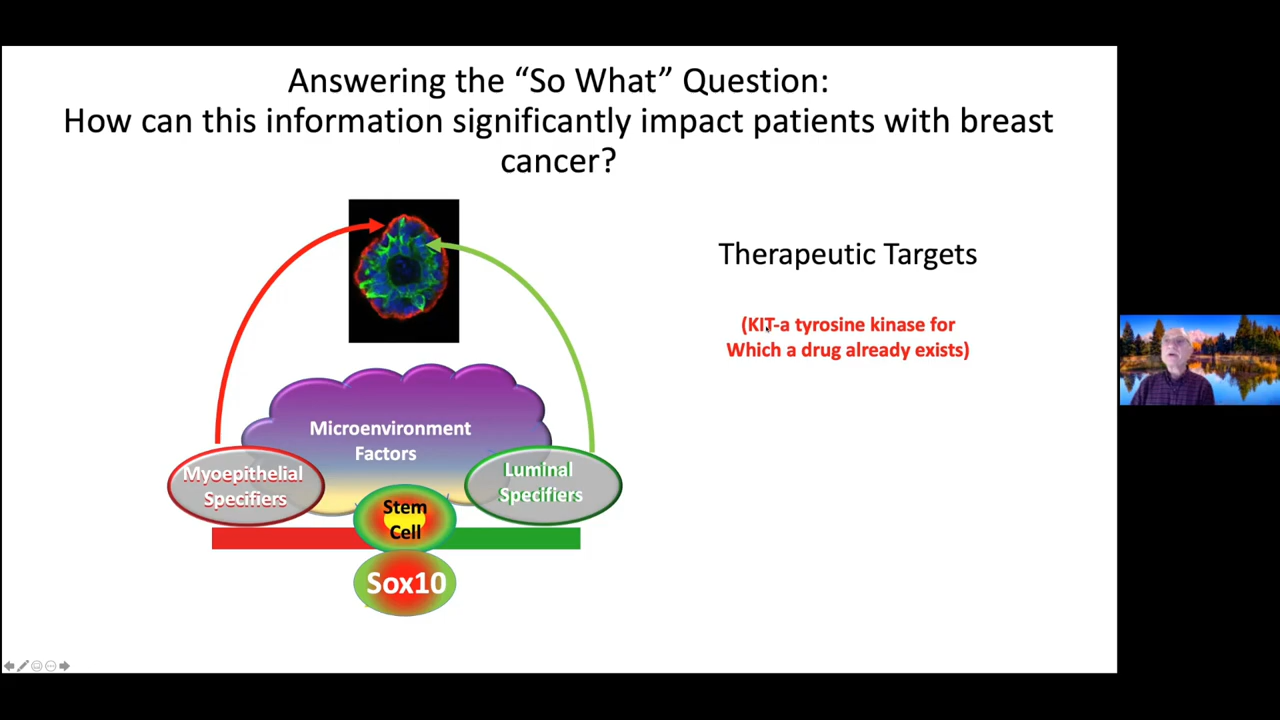 Answering the “So What” Question:
How can this information significantly impact patients with breast
cancer?
Therapeutic Targets
(KIT-a tyrosine kinase for
Which a drug already exists)
Microenvironment
Factors
Myoepithelial
Specifiers
Luminal
Specifiers
Stem
Cell
Sox10